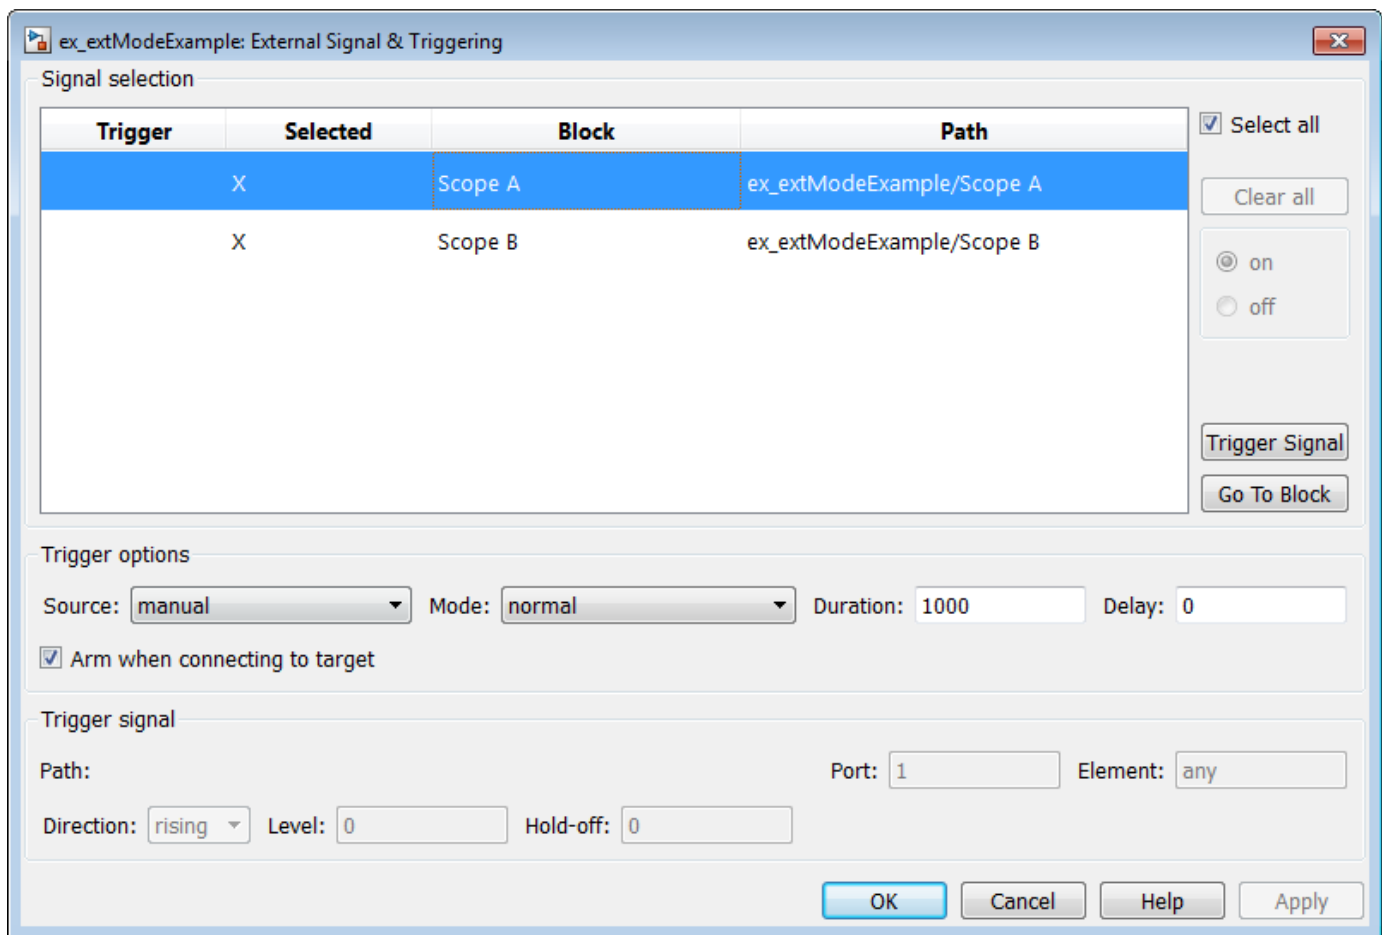 ex_extModeExample: External Signal & Triggering
Signal selection
Trigger Selected Block Path
Select all
X Scope A ex_extModeExample/Scope A
Clear all
X Scope B ex_extModeExample/Scope B
on
off
Trigger Signal
Go To Block
Trigger options
Source: manual Mode: normal Duration: 1000 Delay: 0
Arm when connecting to target
Trigger signal
Path: Port: 1 Element: any
Direction: rising Level: 0 Hold-off: 0
OK Cancel Help Apply